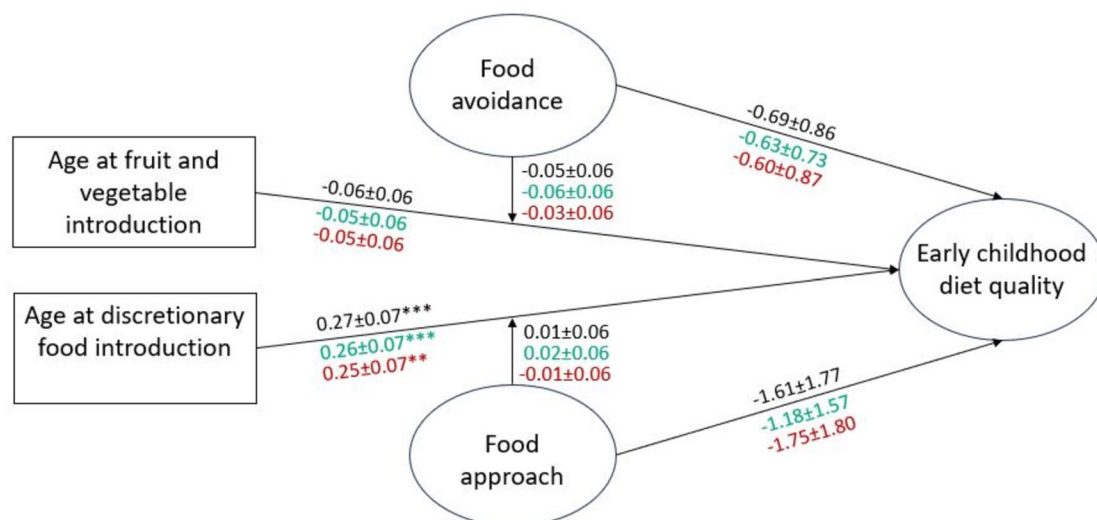 Food
avoidance
-0.69±0.86
-0.63±0.73
-0.60±0.87
Age at fruit and
vegetable
introduction
-0.06±0.06
-0.05±0.06
-0.05±0.06
-0.05±0.06
-0.06±0.06
-0.03±0.06
Early childhood
diet quality
Age at discretionary
food introduction
0.27±0.07***
0.26±0.07***
0.25±0.07**
0.01±0.06
0.02±0.06
-0.01±0.06
Food
approach
-1.61±1.77
-1.18±1.57
-1.75±1.80